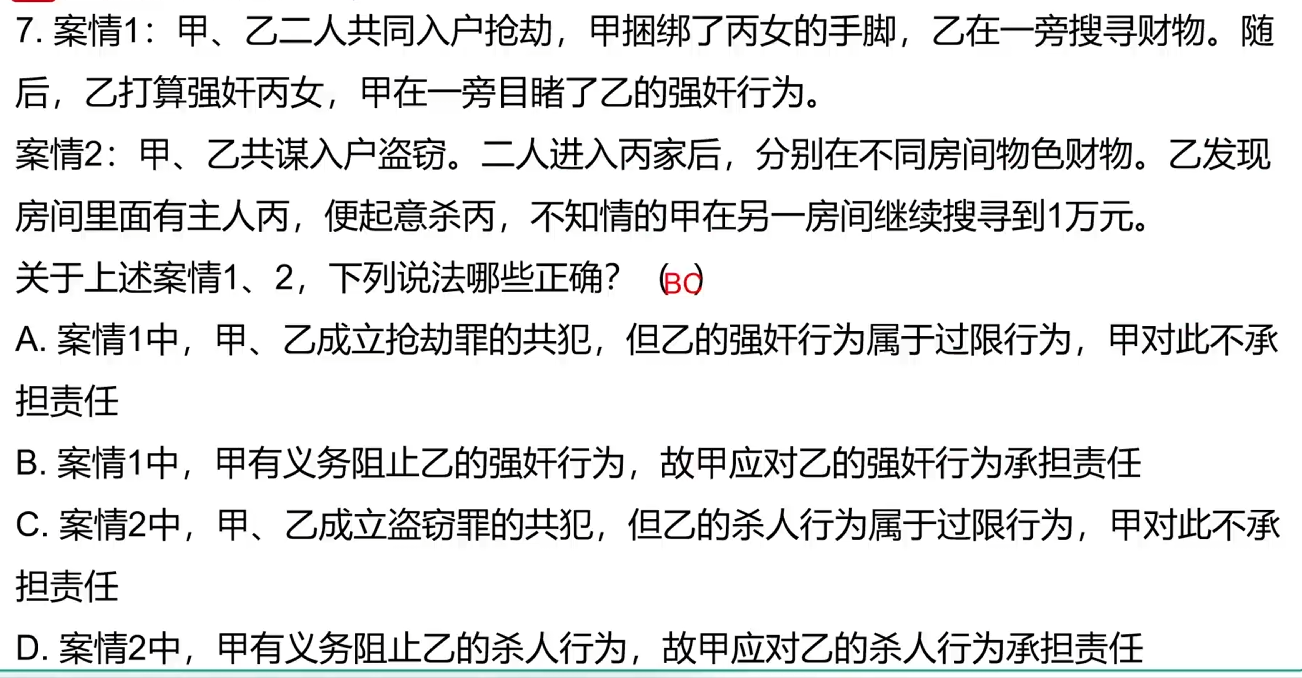 7. 案情1：甲、乙二人共同入户抢劫，甲捆绑了丙女的手脚，乙在一旁搜寻财物。随
后，乙打算强奸丙女，甲在一旁目睹了乙的强奸行为。
案情2：甲、乙共谋入户盗窃。二人进入丙家后，分别在不同房间物色财物。乙发现
房间里面有主人丙，便起意杀丙，不知情的甲在另一房间继续搜寻到1万元。
关于上述案情1、2，下列说法哪些正确？（BC）
A. 案情1中，甲、乙成立抢劫罪的共犯，但乙的强奸行为属于过限行为，甲对此不承
担责任
B. 案情1中，甲有义务阻止乙的强奸行为，故甲应对乙的强奸行为承担责任
C. 案情2中，甲、乙成立盗窃罪的共犯，但乙的杀人行为属于过限行为，甲对此不承
担责任
D. 案情2中，甲有义务阻止乙的杀人行为，故甲应对乙的杀人行为承担责任